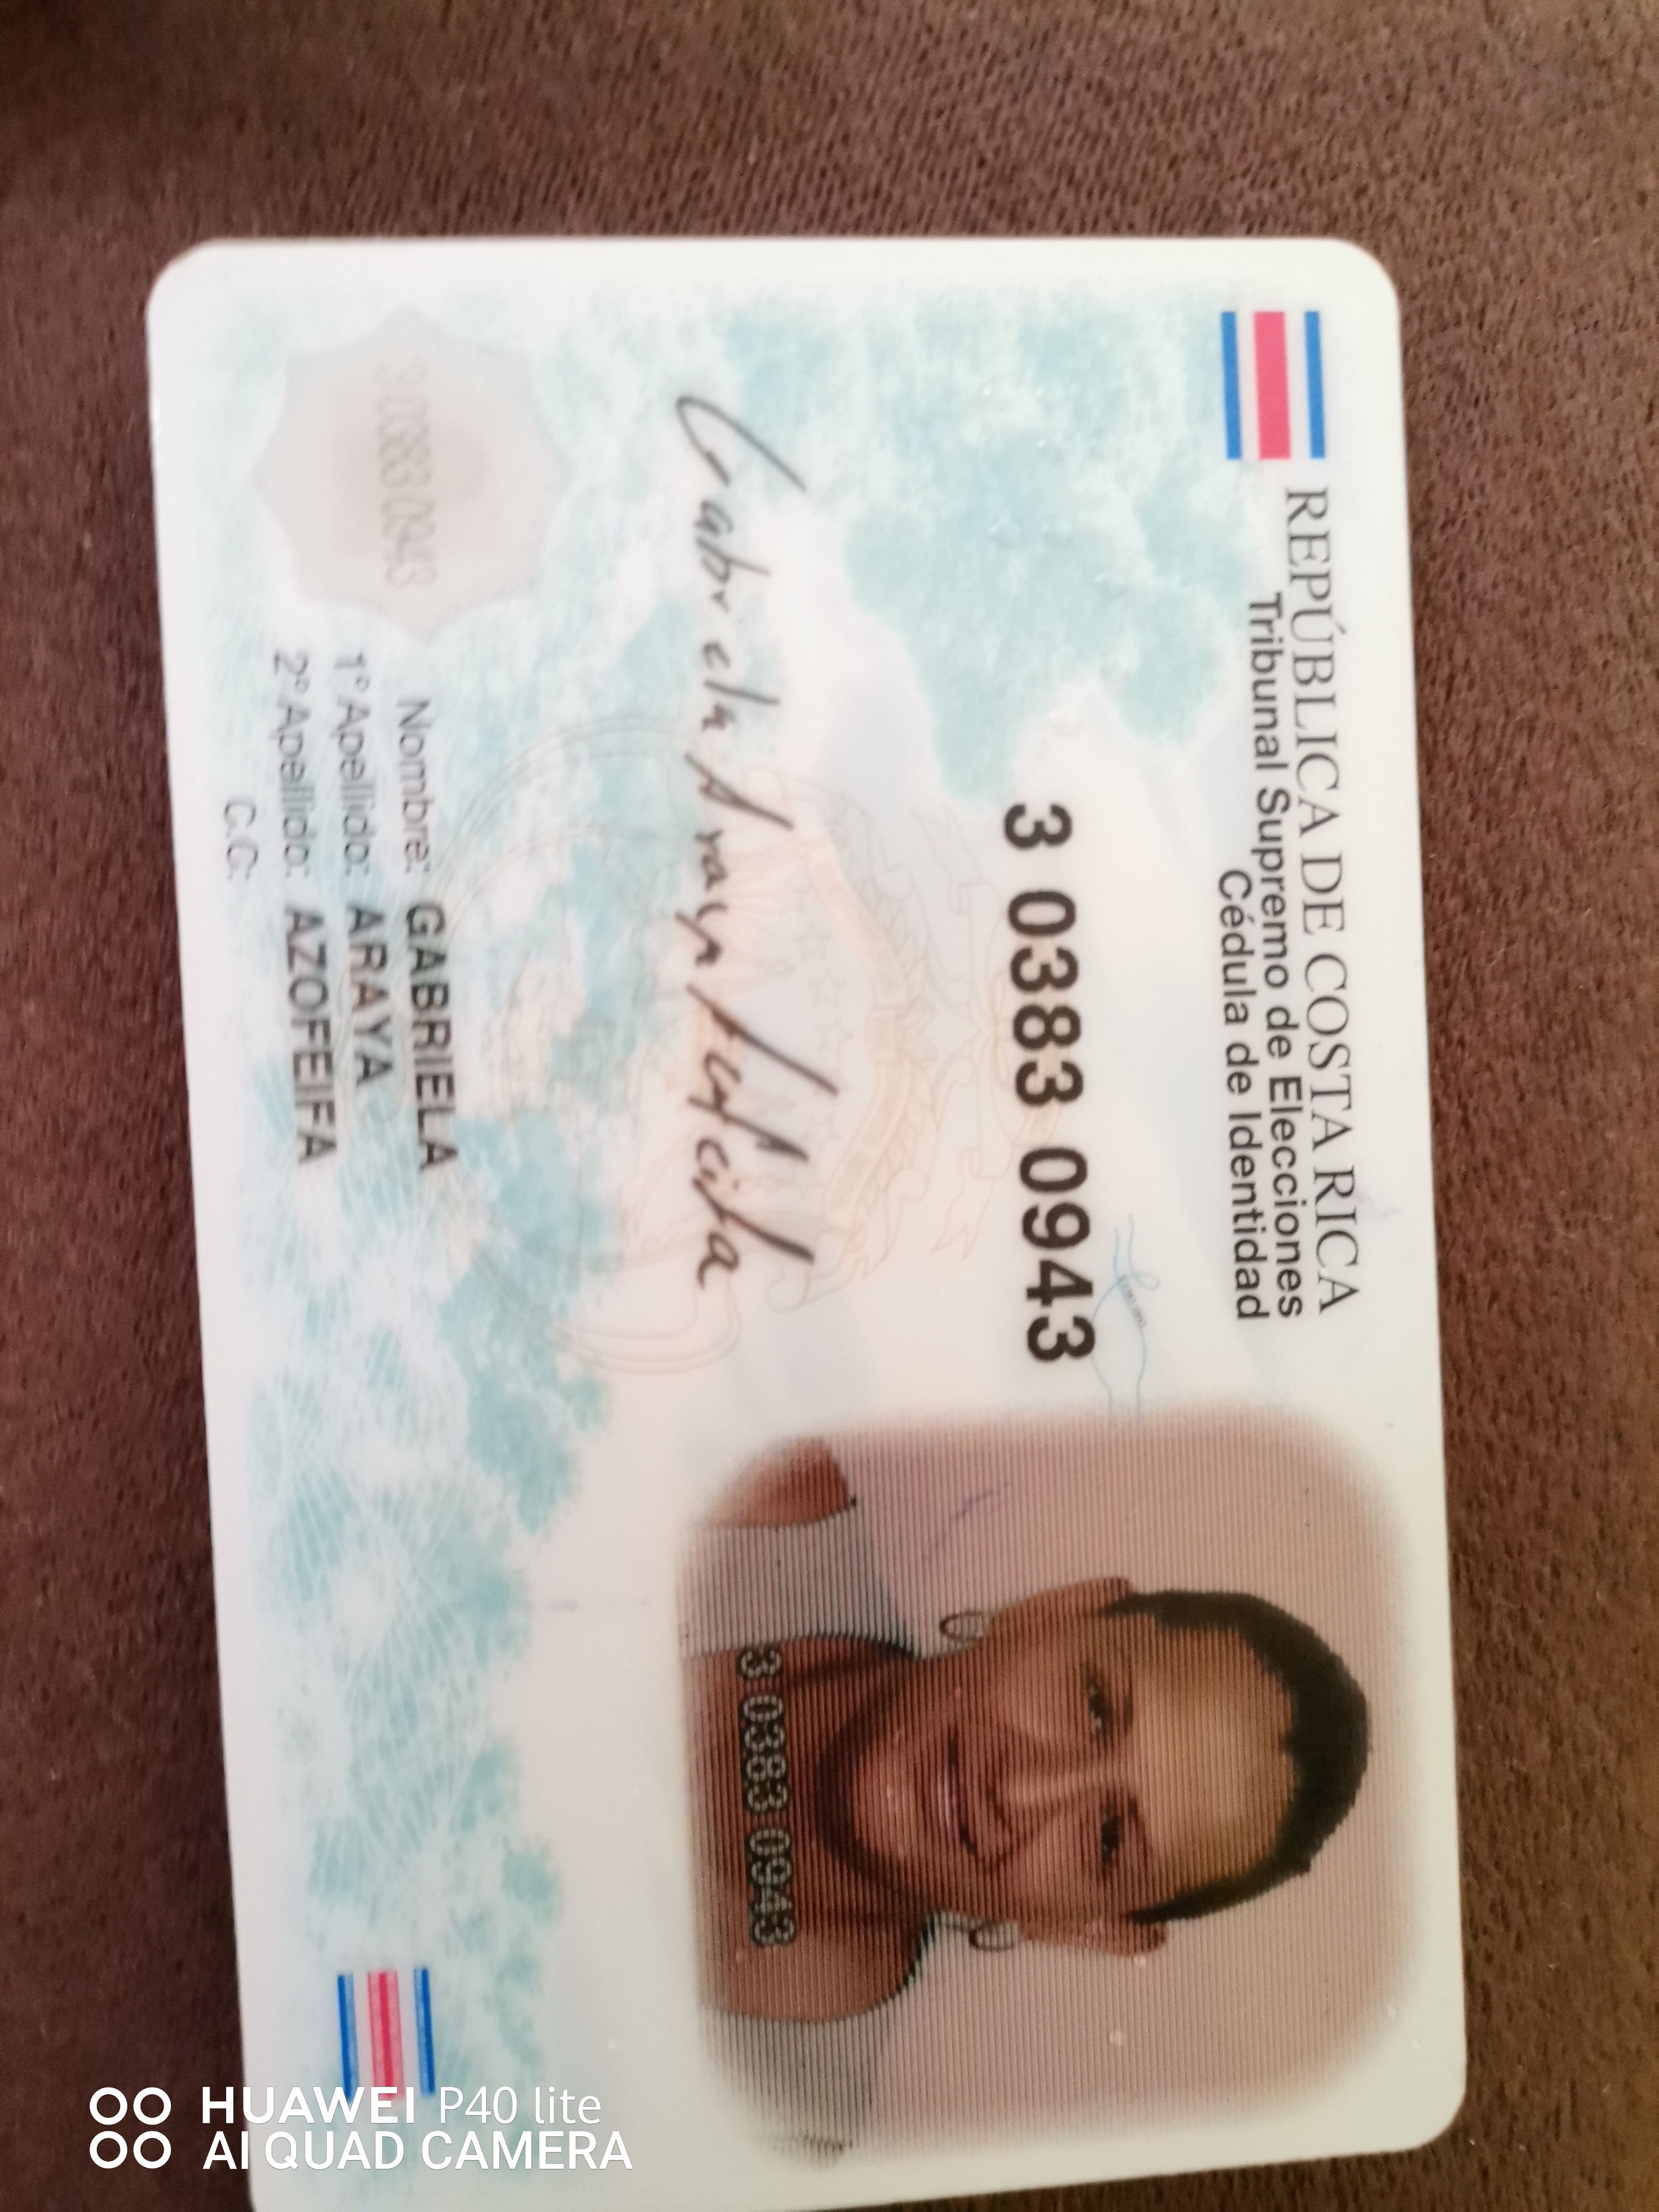 REPÚBLICA DE COSTA RICA
Tribunal Supremo de Elecciones
Cédula de Identidad
3 0383 0943
Gabriela Araya
3 0383 0943
3 0383 0943
Nombre: GABRIELA
1° Apellido: ARAYA
2° Apellido: AZOFEIFA
C.C:
HUAWEI P40 lite
AI QUAD CAMERA